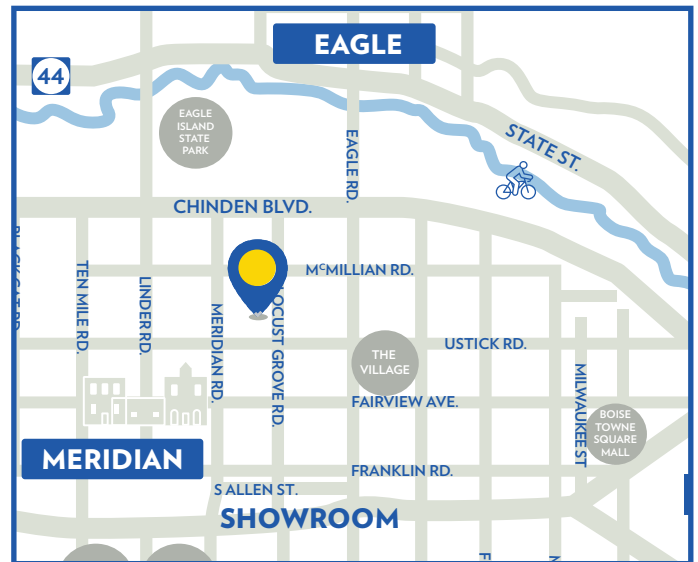 EAGLE
44
EAGLE
ISLAND
STATE
PARK
STATE ST.
EAGLE RD.
CHINDEN BLVD.
MCMILLIAN RD.
TEN MILE RD.
LINDER RD.
MERIDIAN RD.
OCUST GROVE RD.
USTICK RD.
THE
VILLAGE
MILWAUKEE ST
FAIRVIEW AVE.
BOISE
TOWNE
SQUARE
MALL
MERIDIAN
FRANKLIN RD.
S ALLEN ST.
SHOWROOM